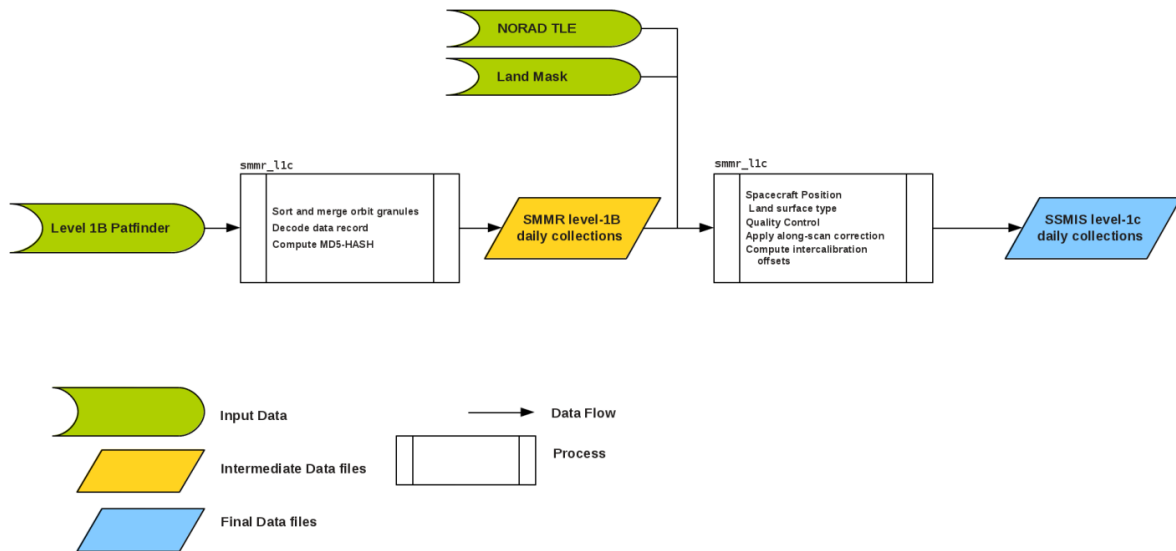 NORAD TLE
Land Mask
smmr_l1c
smmr_l1c
Level 1B Patfinder
Sort and merge orbit granules
Decode data record
Compute MD5-HASH
SMMR level-1B
daily collections
Spacecraft Position
Land surface type
Quality Control
Apply along-scan correction
Compute intercalibration
offsets
SSMIS level-1c
daily collections
Input Data
Data Flow
Intermediate Data files
Process
Final Data files